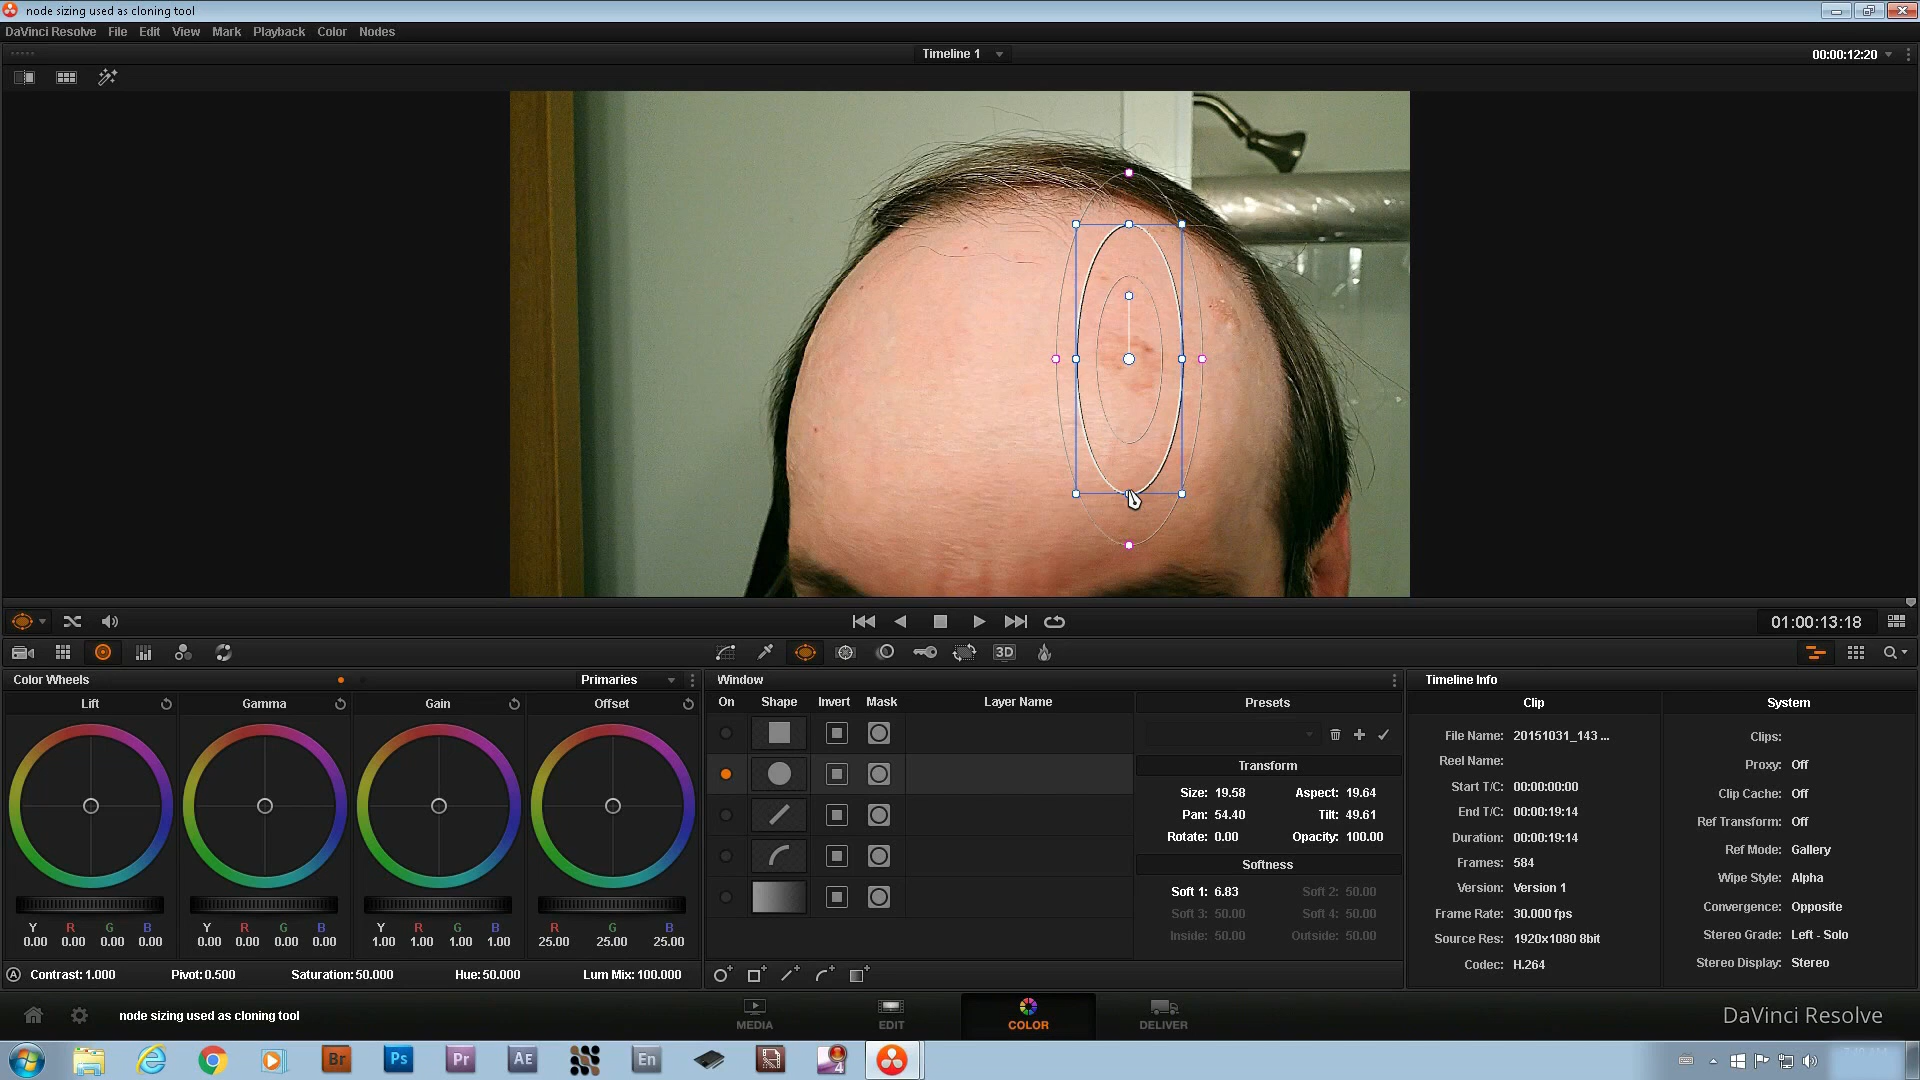 node sizing used as cloning tool
DaVinci Resolve File Edit View Mark Playback Color Nodes
Timeline 1
00:00:12:20
01:00:13:18
3D
Color Wheels
Primaries
Window
Timeline Info
Lift Gamma Gain Offset
On Shape Invert Mask Layer Name
Presets
Clip
System
File Name: 20151031_143 ...
Reel Name:
Start T/C: 00:00:00:00
End T/C: 00:00:19:14
Duration: 00:00:19:14
Frames: 584
Version: Version 1
Frame Rate: 30.000 fps
Source Res: 1920x1080 8bit
Codec: H.264
Clips:
Proxy: Off
Clip Cache: Off
Ref Transform: Off
Ref Mode: Gallery
Wipe Style: Alpha
Convergence: Opposite
Stereo Grade: Left - Solo
Stereo Display: Stereo
Transform
Size: 19.58 Aspect: 19.64
Pan: 54.40 Tilt: 49.61
Rotate: 0.00 Opacity: 100.00
Softness
Soft 1: 6.83 Soft 2: 50.00
Soft 3: 50.00 Soft 4: 50.00
Inside: 50.00 Outside: 50.00
Y R G B Y R G B Y R G B R G B
0.00 0.00 0.00 0.00 0.00 0.00 0.00 0.00 1.00 1.00 1.00 1.00 25.00 25.00 25.00
A Contrast: 1.000 Pivot: 0.500 Saturation: 50.000 Hue: 50.000 Lum Mix: 100.000
node sizing used as cloning tool
MEDIA EDIT COLOR DELIVER
DaVinci Resolve
Br Ps Pr AE En 4